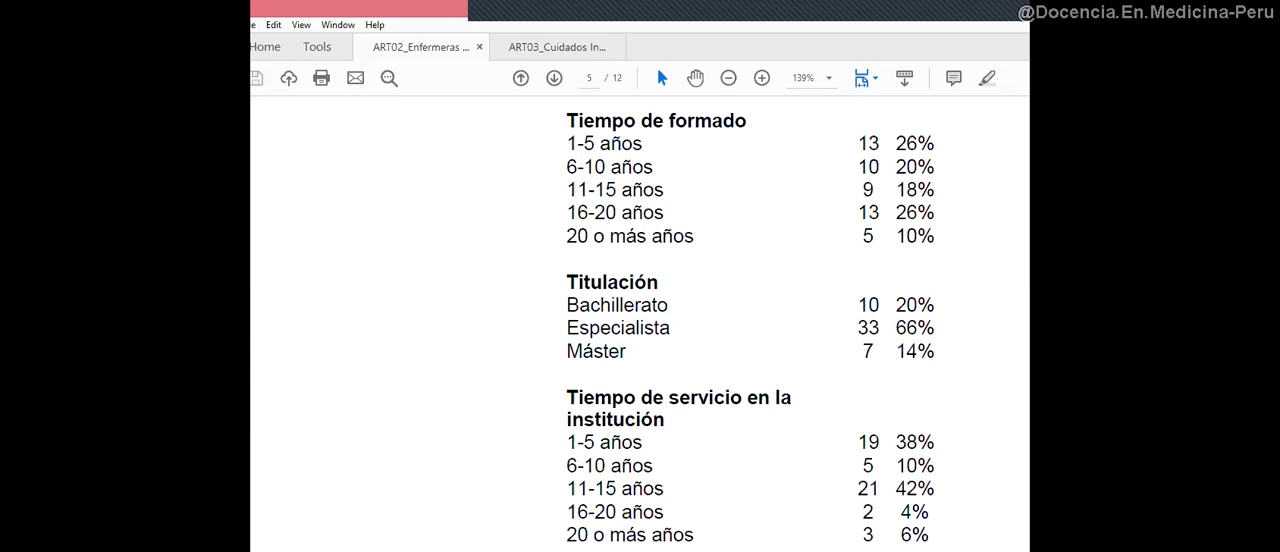 @Docencia.En.Medicina-Peru
e Edit View Window Help
Home Tools ART02_Enfermeras ... × ART03_Cuidados In...
5 / 12 139%
Tiempo de formado
1-5 años 13 26%
6-10 años 10 20%
11-15 años 9 18%
16-20 años 13 26%
20 o más años 5 10%
Titulación
Bachillerato 10 20%
Especialista 33 66%
Máster 7 14%
Tiempo de servicio en la
institución
1-5 años 19 38%
6-10 años 5 10%
11-15 años 21 42%
16-20 años 2 4%
20 o más años 3 6%